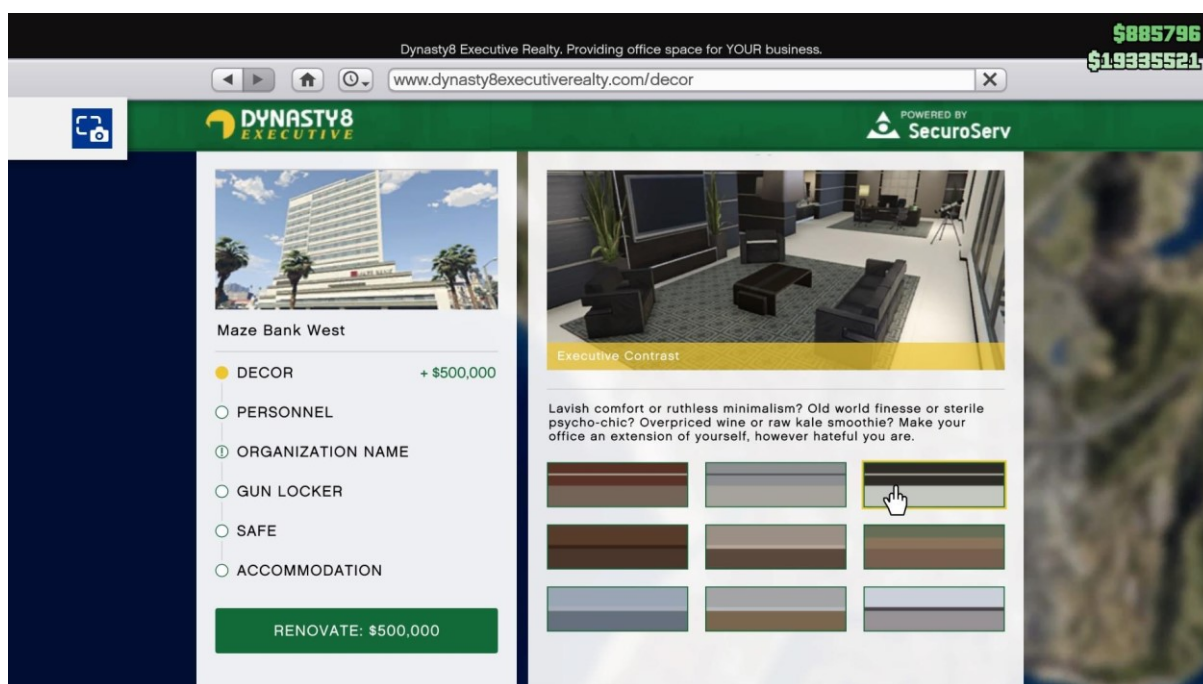 $885796
Dynasty8 Executive Realty. Providing office space for YOUR business.
$19335521
www.dynasty8executiverealty.com/decor
DYNASTY8
EXECUTIVE
POWERED BY
SecuroServ
MAZE BANK
Maze Bank West
Executive Contrast
DECOR + $500,000
PERSONNEL
ORGANIZATION NAME
GUN LOCKER
SAFE
ACCOMMODATION
RENOVATE: $500,000
Lavish comfort or ruthless minimalism? Old world finesse or sterile
psycho-chic? Overpriced wine or raw kale smoothie? Make your
office an extension of yourself, however hateful you are.